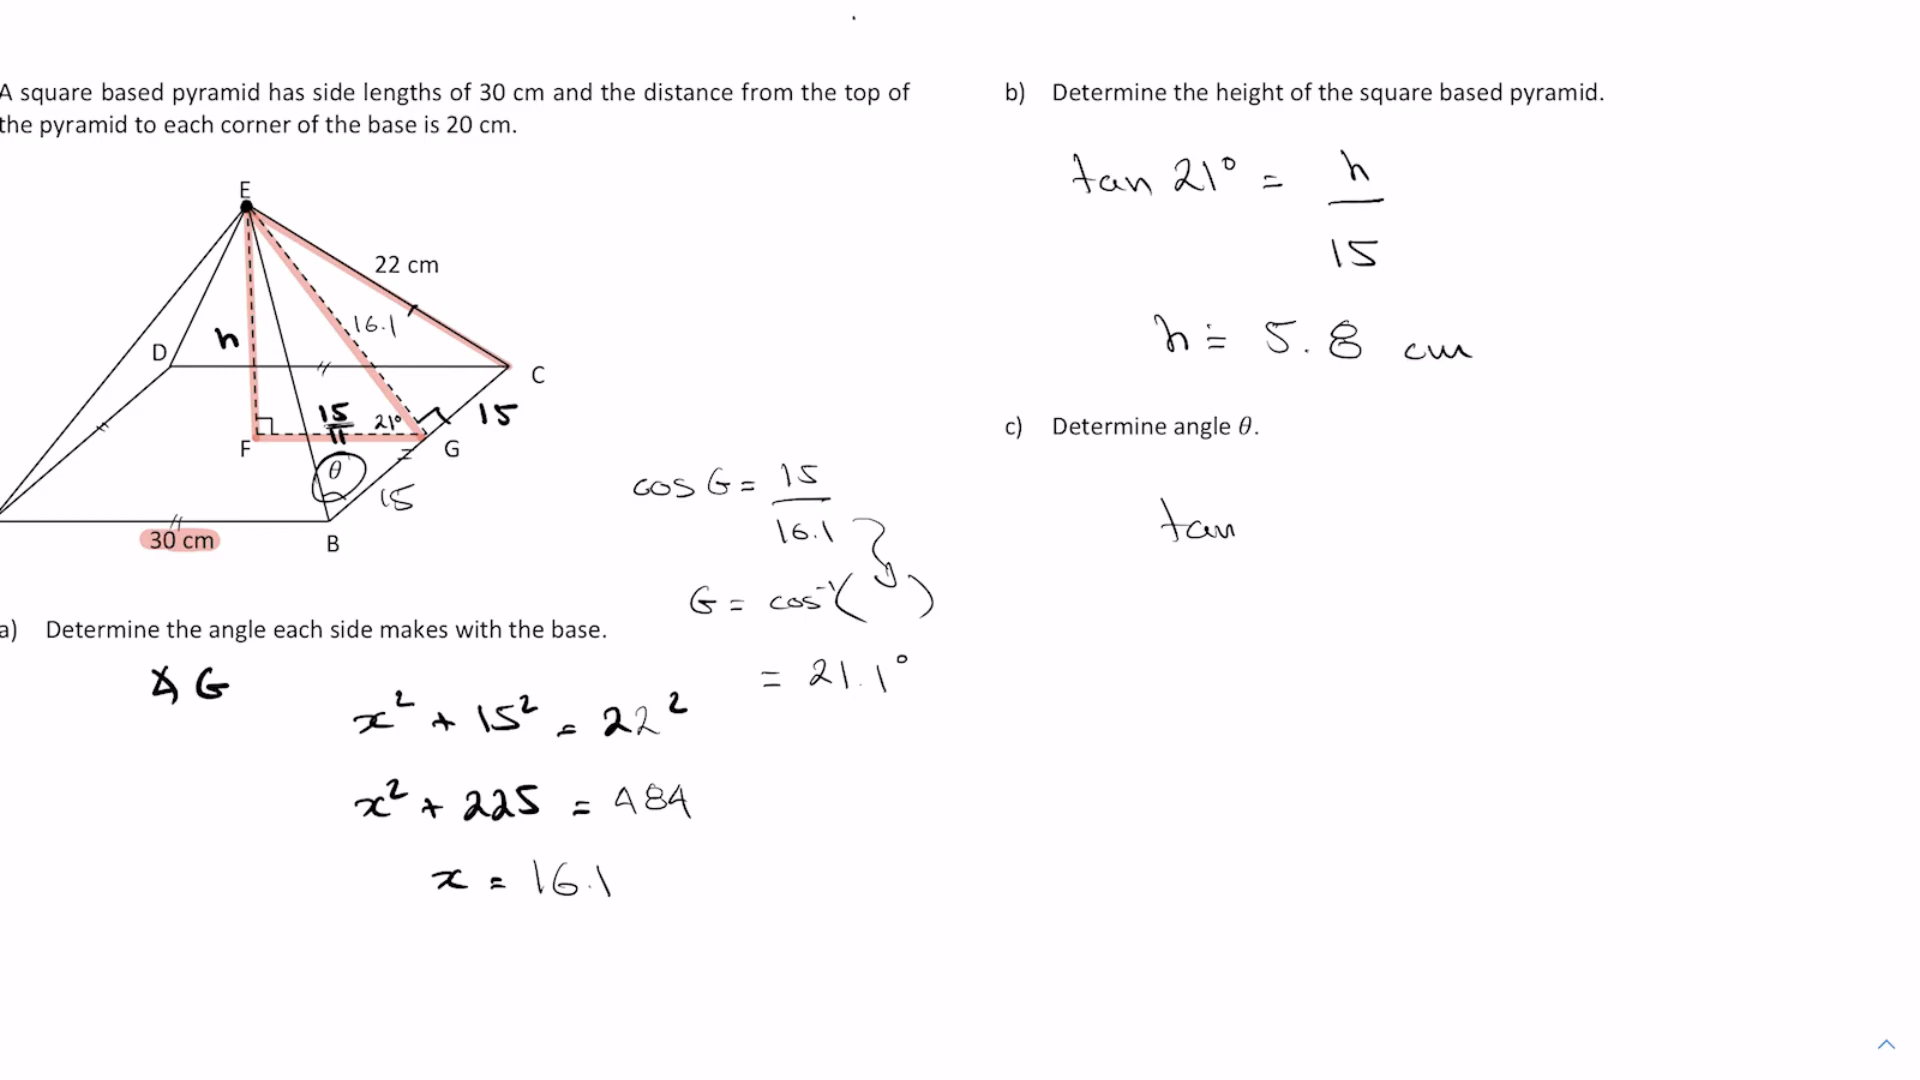 A square based pyramid has side lengths of 30 cm and the distance from the top of
the pyramid to each corner of the base is 20 cm.
E
22 cm
16.1
h
D
C
15
15
21°
F
G
θ
15
30 cm
B
cos G = 15/16.1
G = cos⁻¹( )
= 21.1°
a) Determine the angle each side makes with the base.
∡ G
x² + 15² = 22²
x² + 225 = 484
x = 16.1
b) Determine the height of the square based pyramid.
tan 21° = h/15
h ≐ 5.8 cm
c) Determine angle θ.
tan